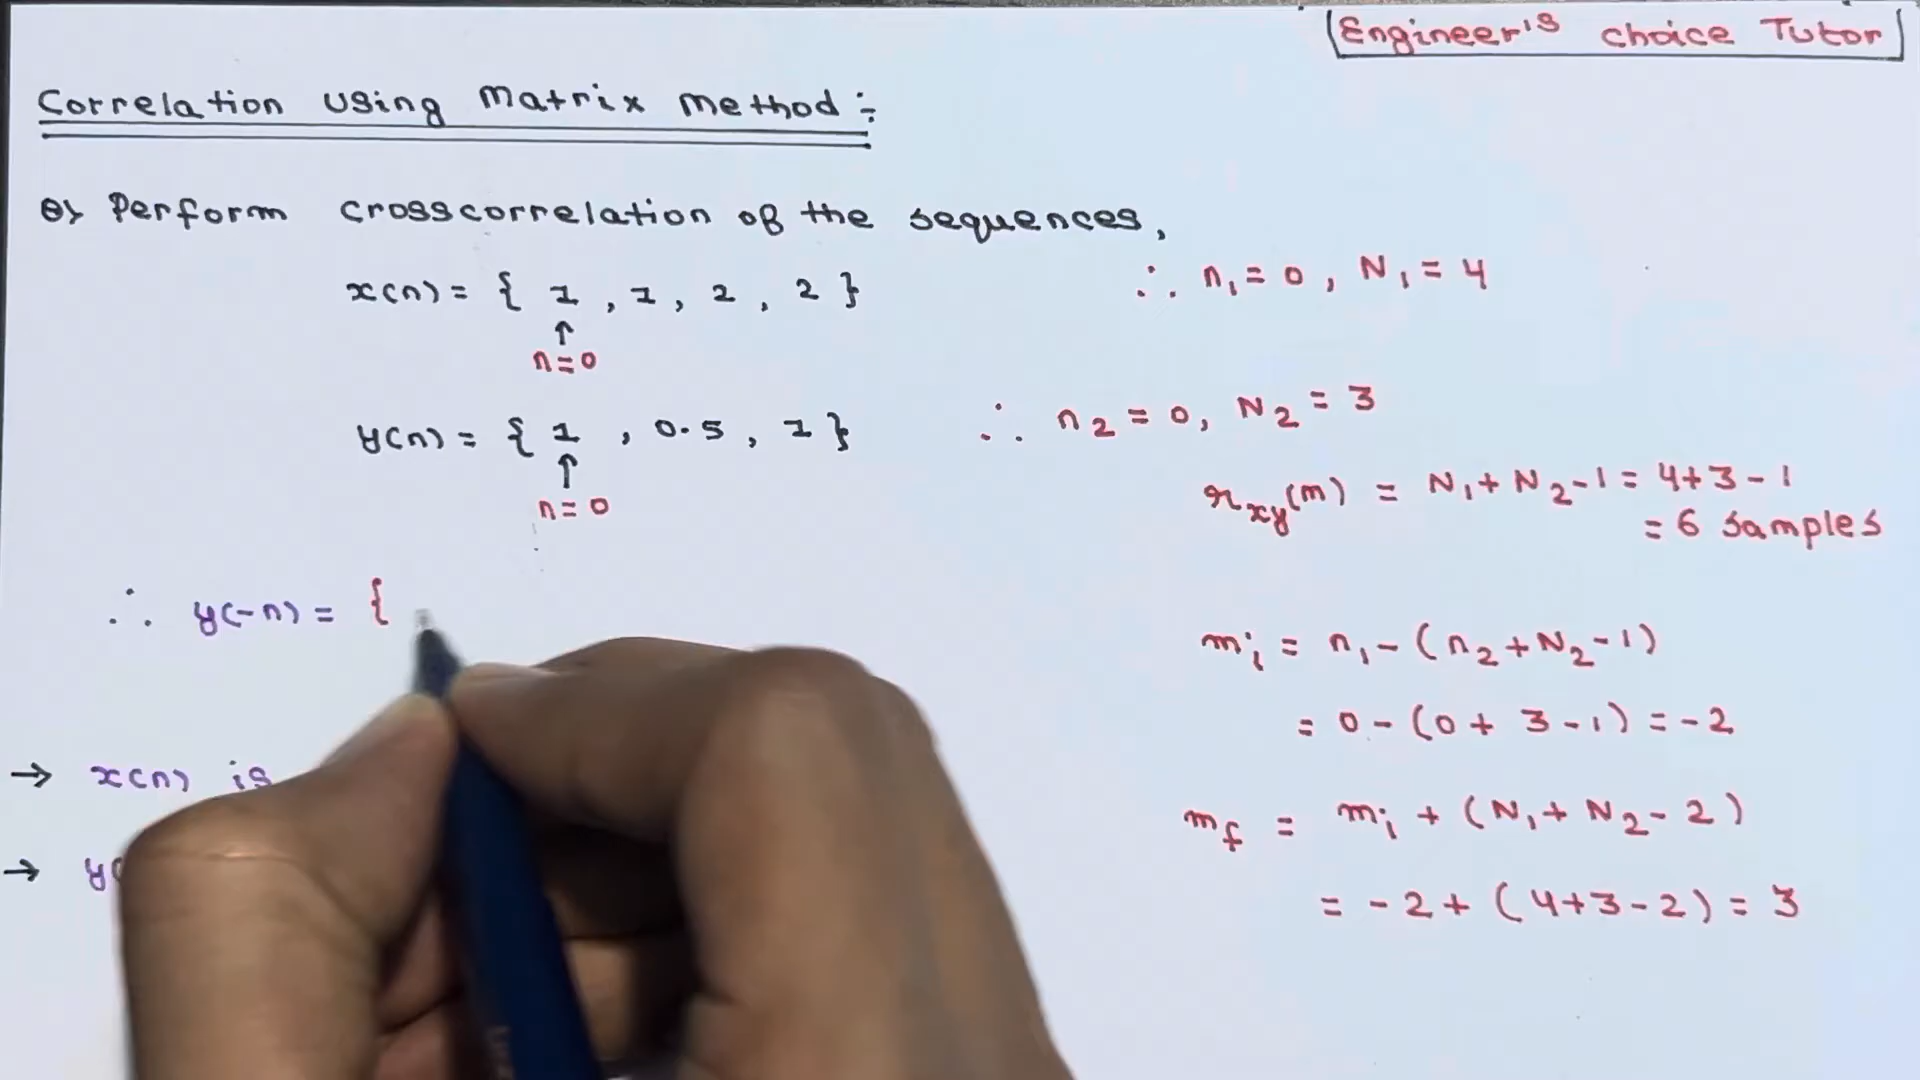 Engineer's choice Tutor
Correlation using Matrix Method :-
Q> Perform crosscorrelation of the sequences,
x(n) = { 1 , 1 , 2 , 2 }
↑
n=0
∴ n₁ = 0 , N₁ = 4
y(n) = { 1 , 0.5 , 1 }
↑
n=0
∴ n₂ = 0, N₂ = 3
r_xy(m) = N₁ + N₂ - 1 = 4+3-1
= 6 samples
∴ y(-n) = {
mᵢ = n₁ - (n₂ + N₂ - 1)
= 0 - (0 + 3 - 1) = -2
→ x(n) is
m_f = mᵢ + (N₁ + N₂ - 2)
→ y(
= -2 + (4+3-2) = 3